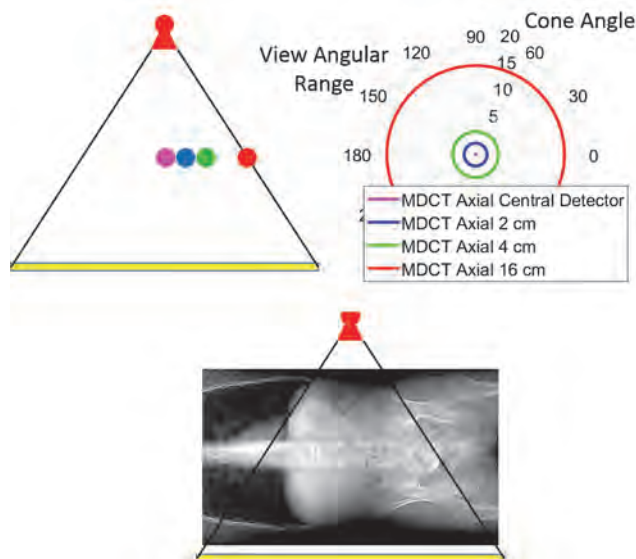 Cone Angle
View Angular
Range
90
20
120
60
15
150
10
30
5
180
0
2
MDCT Axial Central Detector
MDCT Axial 2 cm
MDCT Axial 4 cm
MDCT Axial 16 cm